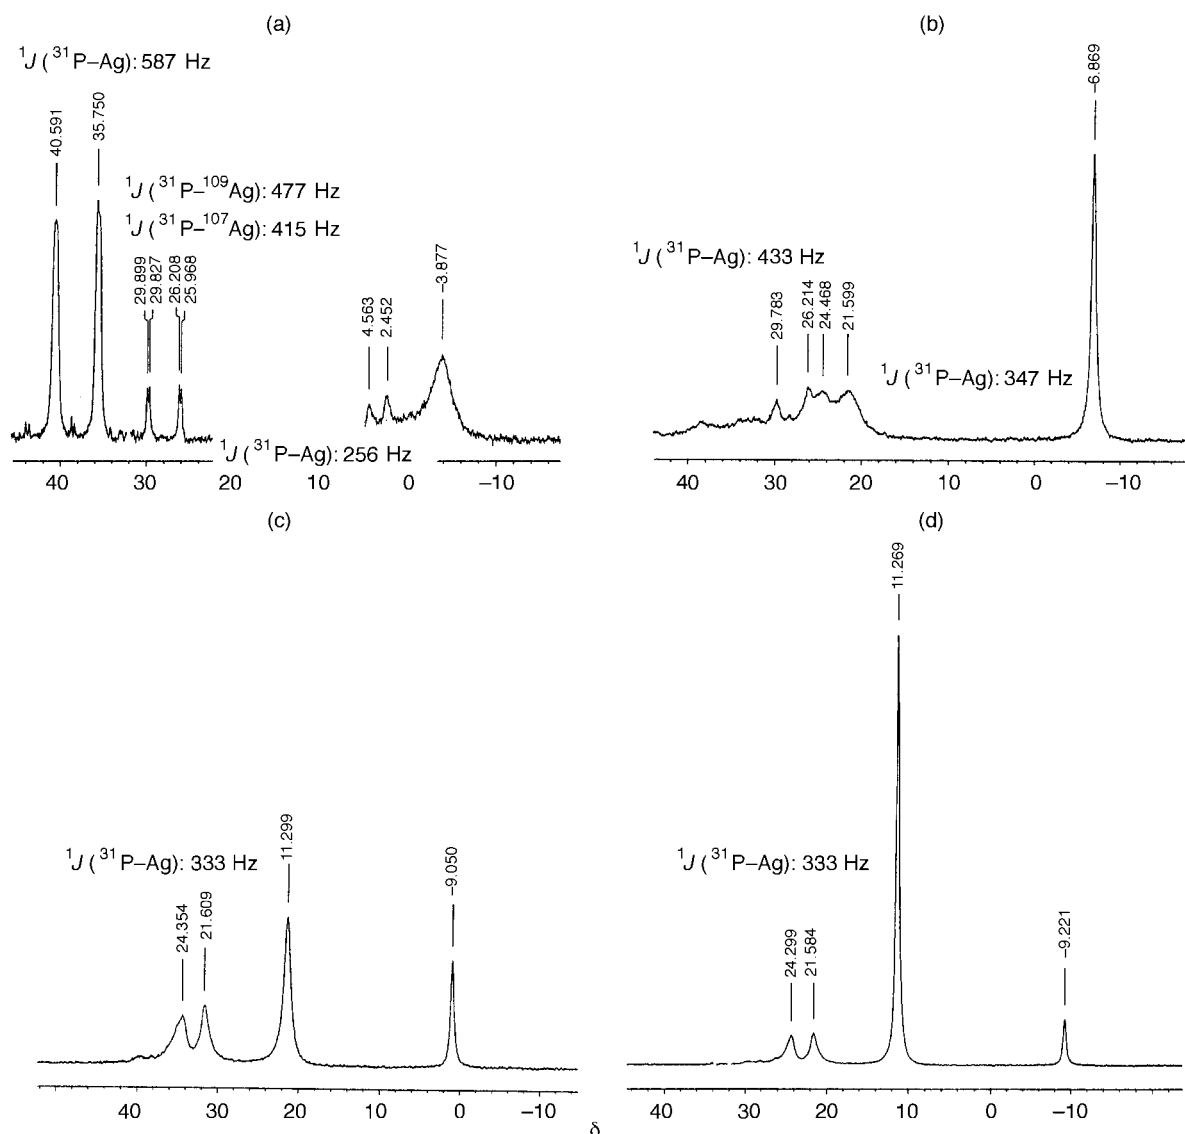 (a)
¹J (³¹P–Ag): 587 Hz
40.591
35.750
¹J (³¹P–¹⁰⁹Ag): 477 Hz
¹J (³¹P–¹⁰⁷Ag): 415 Hz
29.899
29.827
26.208
25.968
4.563
2.452
−3.877
¹J (³¹P–Ag): 256 Hz
40 30 20 10 0 −10
(b)
−6.869
¹J (³¹P–Ag): 433 Hz
29.783
26.214
24.468
21.599
¹J (³¹P–Ag): 347 Hz
40 30 20 10 0 −10
(c)
¹J (³¹P–Ag): 333 Hz
24.354
21.609
11.299
−9.050
40 30 20 10 0 −10
(d)
11.269
¹J (³¹P–Ag): 333 Hz
24.299
21.584
−9.221
40 30 20 10 0 −10
δ